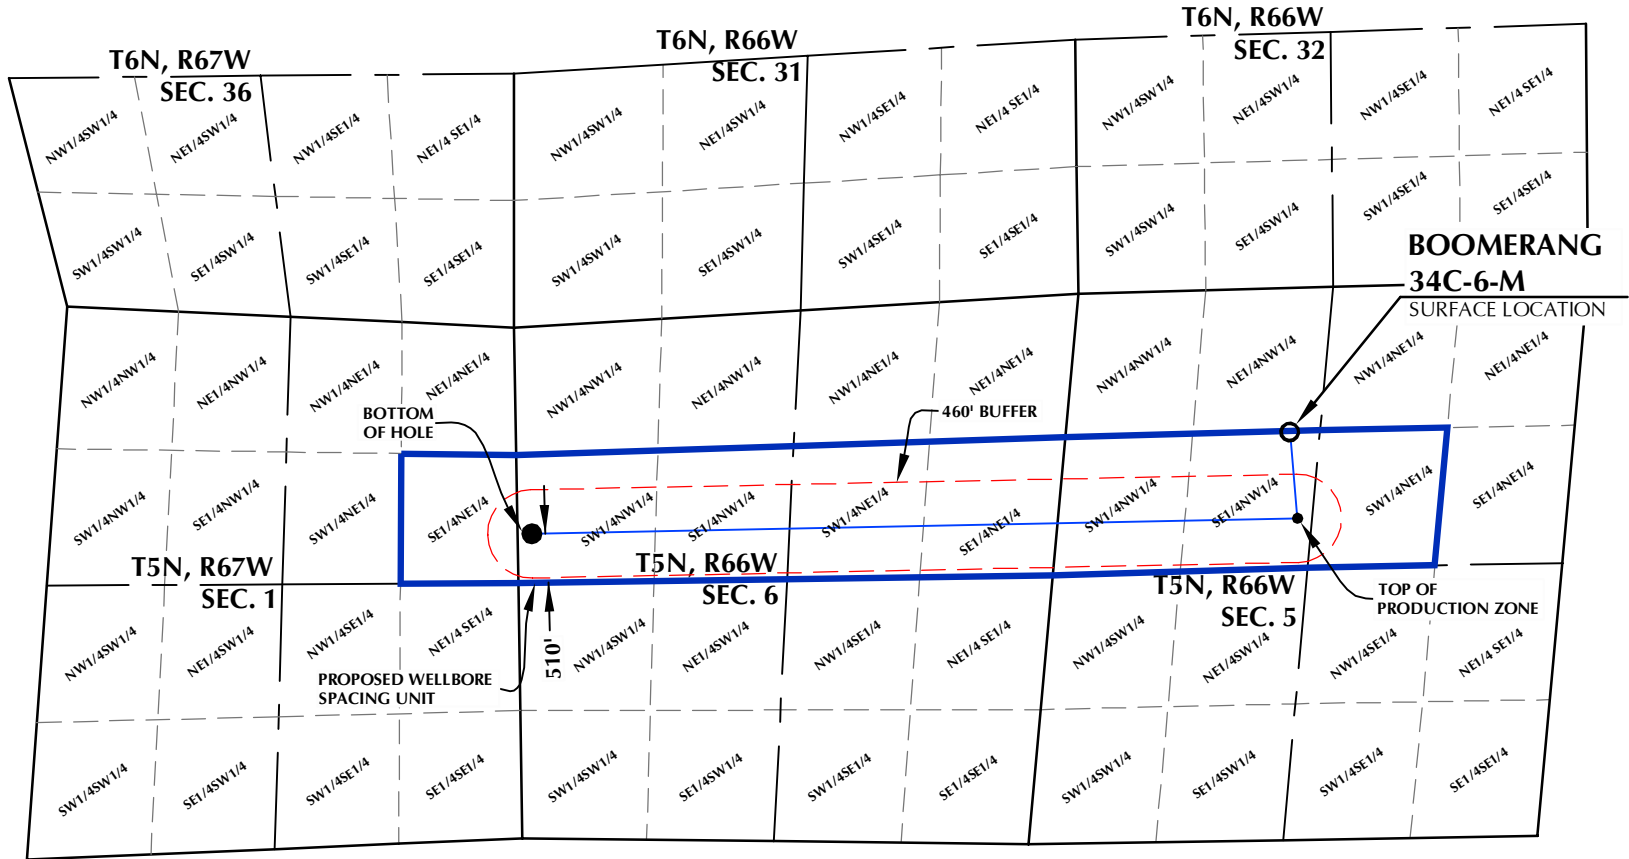 T6N, R67W
SEC. 36
T6N, R66W
SEC. 31
T6N, R66W
SEC. 32
NW1/4SW1/4
NE1/4SW1/4
NW1/4SE1/4
NE1/4 SE1/4
NW1/4SW1/4
NE1/4SW1/4
NW1/4SE1/4
NE1/4 SE1/4
NW1/4SW1/4
NE1/4SW1/4
NW1/4SE1/4
NE1/4 SE1/4
SW1/4SW1/4
SE1/4SW1/4
SW1/4SE1/4
SE1/4SE1/4
SW1/4SW1/4
SE1/4SW1/4
SW1/4SE1/4
SE1/4SE1/4
SW1/4SW1/4
SE1/4SW1/4
SW1/4SE1/4
SE1/4SE1/4
BOOMERANG
34C-6-M
SURFACE LOCATION
NW1/4NW1/4
NE1/4NW1/4
NW1/4NE1/4
NE1/4NE1/4
NW1/4NW1/4
NE1/4NW1/4
NW1/4NE1/4
NE1/4NE1/4
NW1/4NW1/4
NE1/4NW1/4
NW1/4NE1/4
NE1/4NE1/4
BOTTOM
OF HOLE
460' BUFFER
SW1/4NW1/4
SE1/4NW1/4
SW1/4NE1/4
SE1/4NE1/4
SW1/4NW1/4
SE1/4NW1/4
SW1/4NE1/4
SE1/4NE1/4
SW1/4NW1/4
SE1/4NW1/4
SW1/4NE1/4
SE1/4NE1/4
T5N, R67W
SEC. 1
T5N, R66W
SEC. 6
T5N, R66W
SEC. 5
TOP OF
PRODUCTION ZONE
510'
PROPOSED WELLBORE
SPACING UNIT
NW1/4SW1/4
NE1/4SW1/4
NW1/4SE1/4
NE1/4 SE1/4
NW1/4SW1/4
NE1/4SW1/4
NW1/4SE1/4
NE1/4 SE1/4
NW1/4SW1/4
NE1/4SW1/4
NW1/4SE1/4
NE1/4 SE1/4
SW1/4SW1/4
SE1/4SW1/4
SW1/4SE1/4
SE1/4SE1/4
SW1/4SW1/4
SE1/4SW1/4
SW1/4SE1/4
SE1/4SE1/4
SW1/4SW1/4
SE1/4SW1/4
SW1/4SE1/4
SE1/4SE1/4